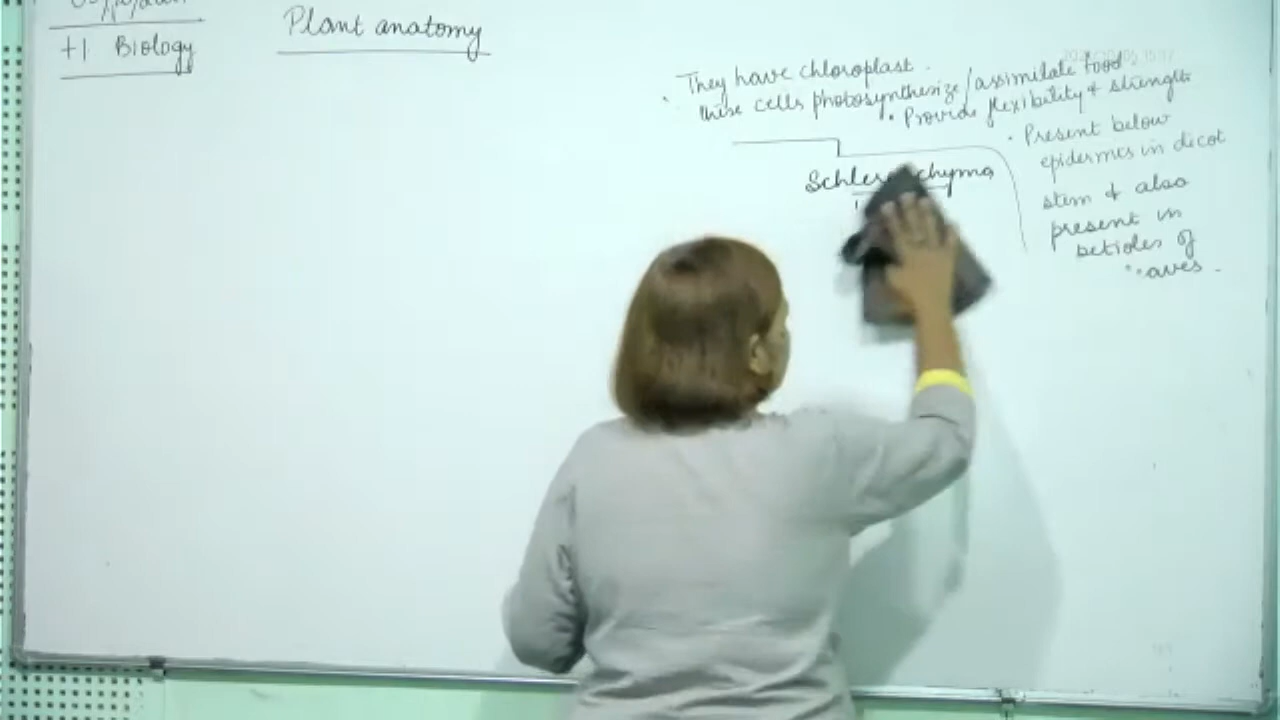 +1 Biology
Plant anatomy
• They have chloroplast.
these cells photosynthesize/assimilate food
• Provide flexibility & strength
• Present below
epidermis in dicot
stem & also
present in
petioles of